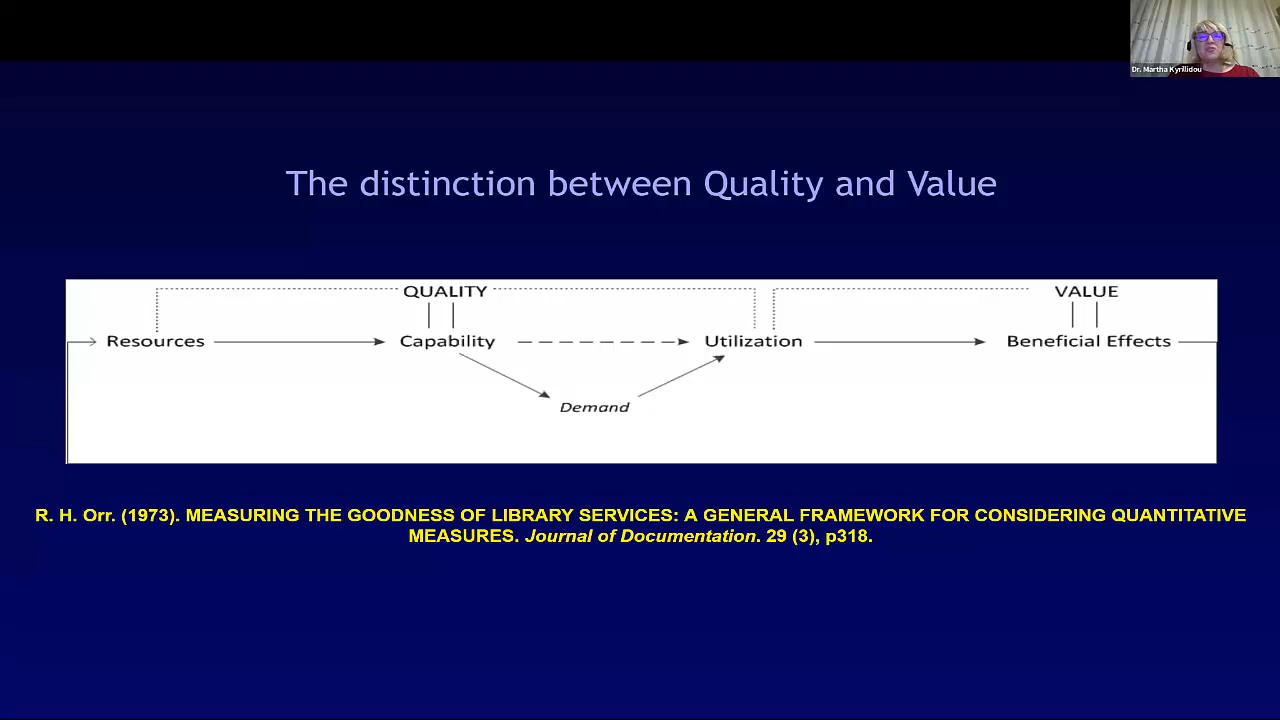 Dr. Martha Kyrillidou
The distinction between Quality and Value
QUALITY VALUE
Resources Capability Utilization Beneficial Effects
Demand
R. H. Orr. (1973). MEASURING THE GOODNESS OF LIBRARY SERVICES: A GENERAL FRAMEWORK FOR CONSIDERING QUANTITATIVE
MEASURES. Journal of Documentation. 29 (3), p318.